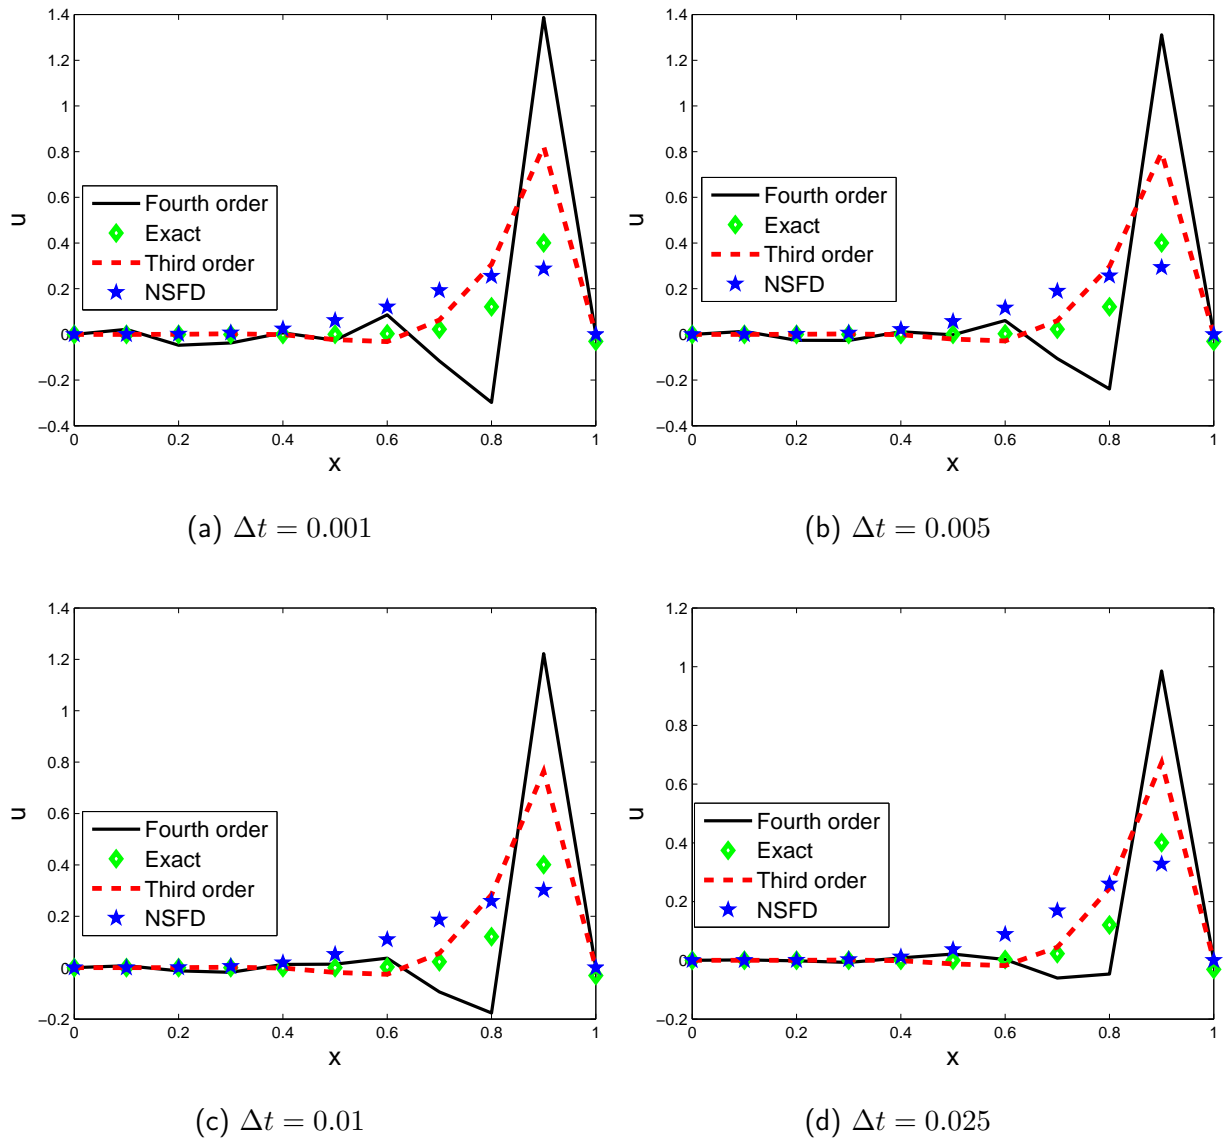 1.4
1.2
1
0.8
0.6
0.4
0.2
0
−0.2
−0.4
u
Fourth order
Exact
Third order
NSFD
0 0.2 0.4 0.6 0.8 1
x
(a) Δt = 0.001
1.4
1.2
1
0.8
0.6
0.4
0.2
0
−0.2
−0.4
u
Fourth order
Exact
Third order
NSFD
0 0.2 0.4 0.6 0.8 1
x
(b) Δt = 0.005
1.4
1.2
1
0.8
0.6
0.4
0.2
0
−0.2
u
Fourth order
Exact
Third order
NSFD
0 0.2 0.4 0.6 0.8 1
x
(c) Δt = 0.01
1.2
1
0.8
0.6
0.4
0.2
0
−0.2
u
Fourth order
Exact
Third order
NSFD
0 0.2 0.4 0.6 0.8 1
x
(d) Δt = 0.025